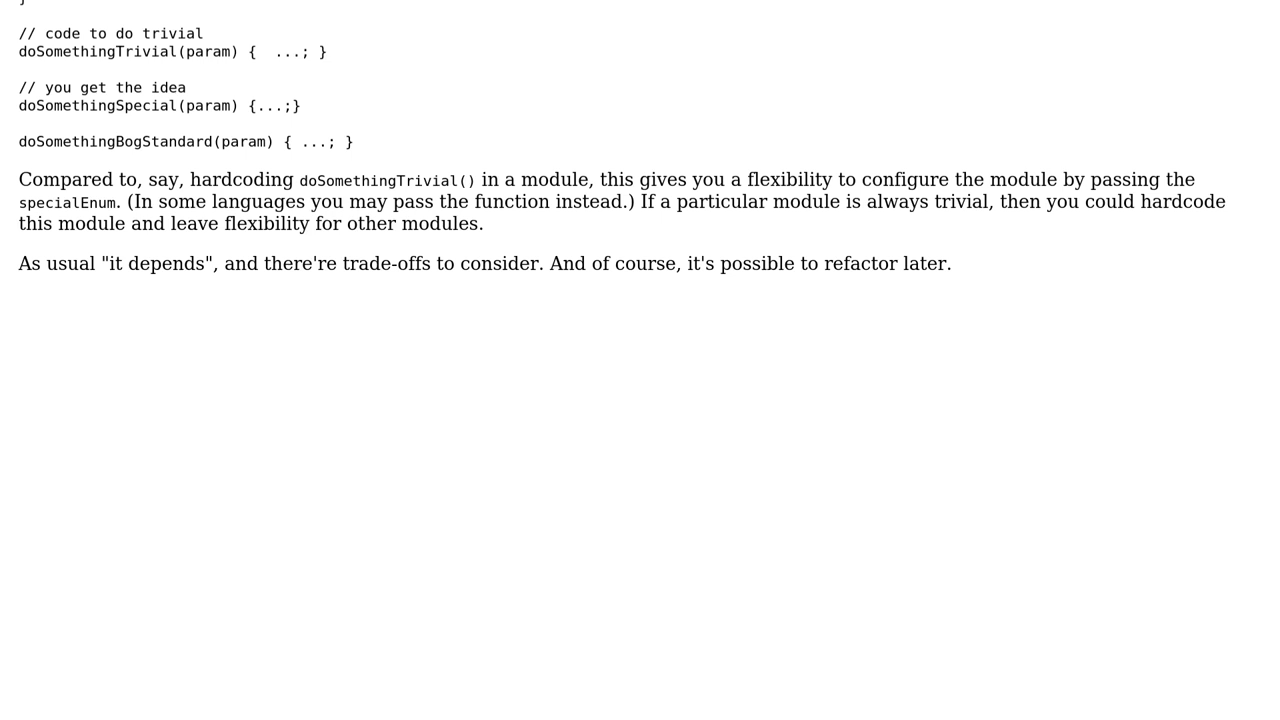 }
// code to do trivial
doSomethingTrivial(param) {  ...; }
// you get the idea
doSomethingSpecial(param) {...;}
doSomethingBogStandard(param) { ...; }
Compared to, say, hardcoding doSomethingTrivial() in a module, this gives you a flexibility to configure the module by passing the
specialEnum. (In some languages you may pass the function instead.) If a particular module is always trivial, then you could hardcode
this module and leave flexibility for other modules.
As usual "it depends", and there're trade-offs to consider. And of course, it's possible to refactor later.